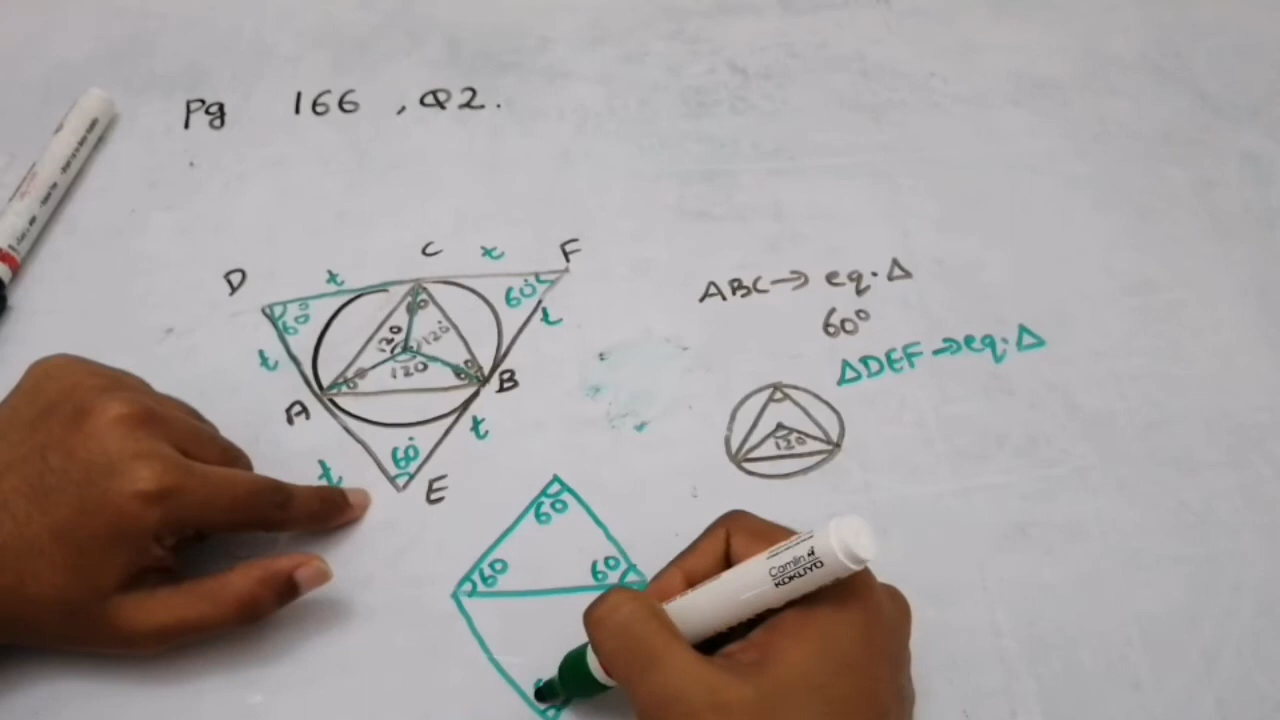 Pg 166 , Q2.
D t C t F
60° 60° 60
t 120 120° t
120
60 60
A B
t 60° t
E
ABC→ eq.Δ
60°
ΔDEF→eq.Δ
120
60
60 60
Camlin
KOKUYO